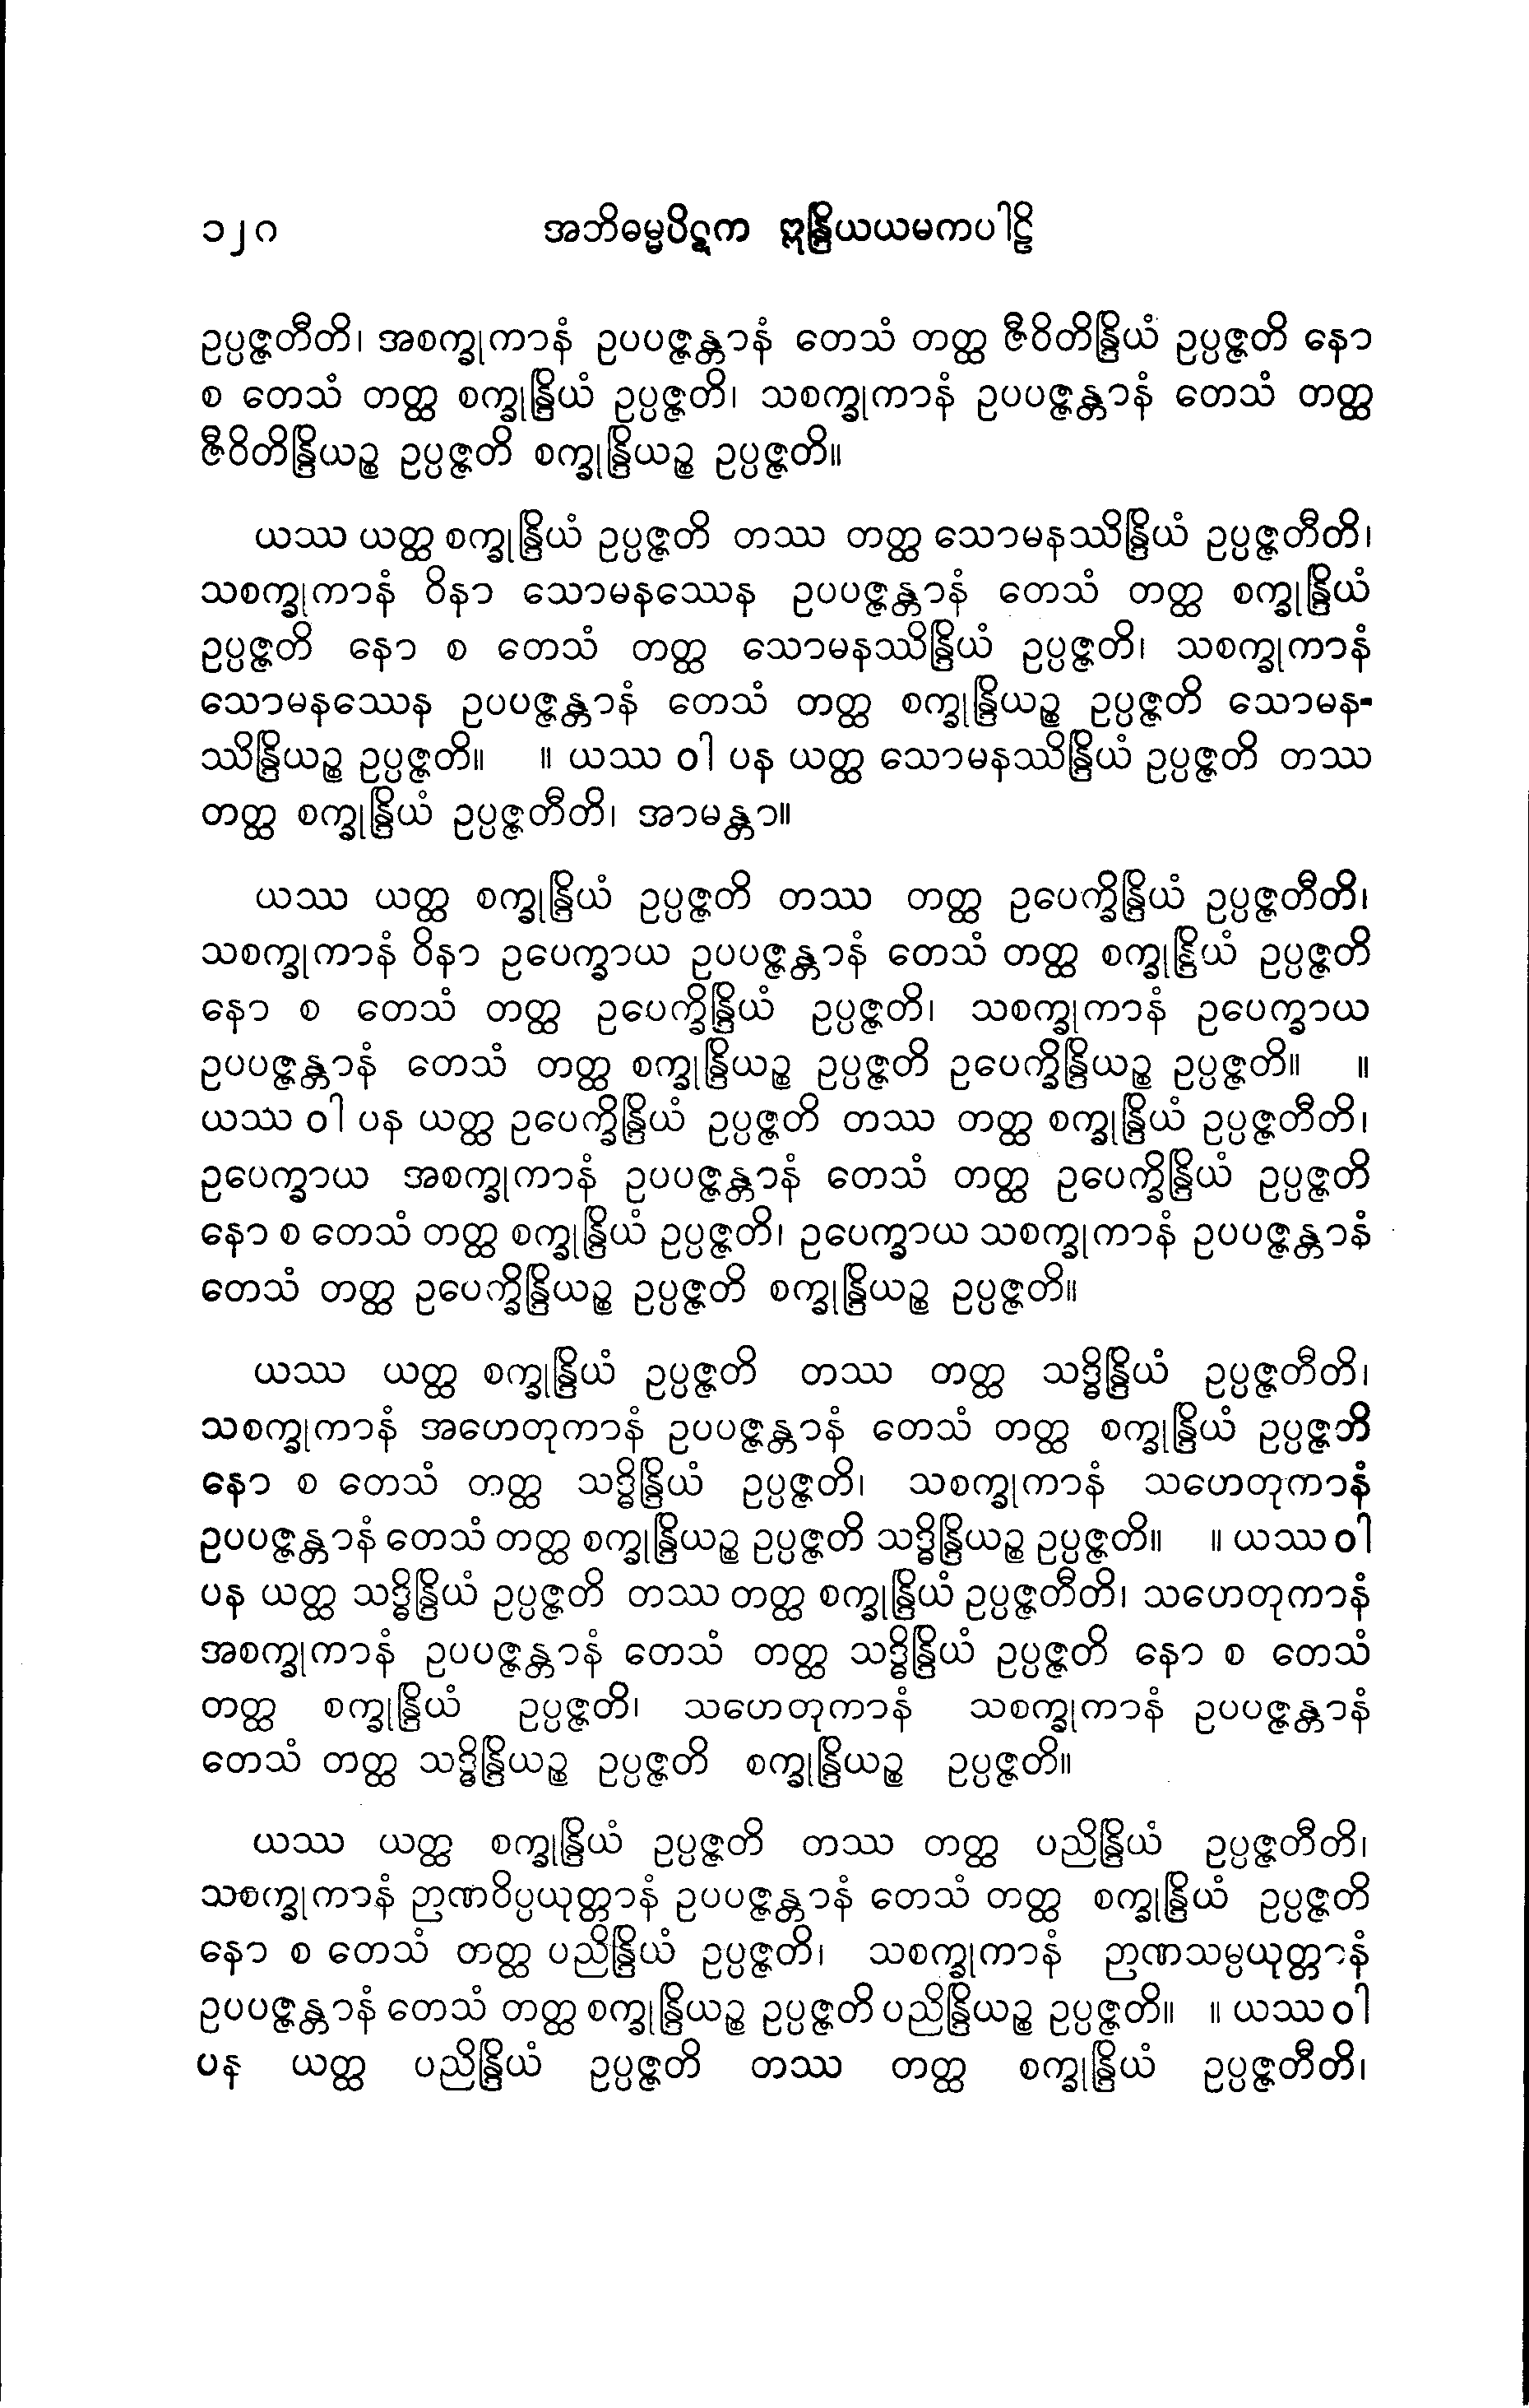 ၁၂ဂ အဘိဓမ္မပိဋက ဣန္ဒြိယယမကပါဠိ
ဥပ္ပဇ္ဇတီတိ၊ အစက္ခုကာနံ ဥပပဇ္ဇန္တာနံ တေသံ တတ္ထ ဇီဝိတိန္ဒြိယံ ဥပ္ပဇ္ဇတိ နော
စ တေသံ တတ္ထ စက္ခုန္ဒြိယံ ဥပ္ပဇ္ဇတိ၊ သစက္ခုကာနံ ဥပပဇ္ဇန္တာနံ တေသံ တတ္ထ
ဇီဝိတိန္ဒြိယဉ္စ ဥပ္ပဇ္ဇတိ စက္ခုန္ဒြိယဉ္စ ဥပ္ပဇ္ဇတိ။
ယဿ ယတ္ထ စက္ခုန္ဒြိယံ ဥပ္ပဇ္ဇတိ တဿ တတ္ထ သောမနဿိန္ဒြိယံ ဥပ္ပဇ္ဇတီတိ၊
သစက္ခုကာနံ ဝိနာ သောမနဿေန ဥပပဇ္ဇန္တာနံ တေသံ တတ္ထ စက္ခုန္ဒြိယံ
ဥပ္ပဇ္ဇတိ နော စ တေသံ တတ္ထ သောမနဿိန္ဒြိယံ ဥပ္ပဇ္ဇတိ၊ သစက္ခုကာနံ
သောမနဿေန ဥပပဇ္ဇန္တာနံ တေသံ တတ္ထ စက္ခုန္ဒြိယဉ္စ ဥပ္ပဇ္ဇတိ သောမန-
ဿိန္ဒြိယဉ္စ ဥပ္ပဇ္ဇတိ။ ။ ယဿ ဝါ ပန ယတ္ထ သောမနဿိန္ဒြိယံ ဥပ္ပဇ္ဇတိ တဿ
တတ္ထ စက္ခုန္ဒြိယံ ဥပ္ပဇ္ဇတီတိ၊ အာမန္တာ။
ယဿ ယတ္ထ စက္ခုန္ဒြိယံ ဥပ္ပဇ္ဇတိ တဿ တတ္ထ ဥပေက္ခိန္ဒြိယံ ဥပ္ပဇ္ဇတီတိ၊
သစက္ခုကာနံ ဝိနာ ဥပေက္ခာယ ဥပပဇ္ဇန္တာနံ တေသံ တတ္ထ စက္ခုန္ဒြိယံ ဥပ္ပဇ္ဇတိ
နော စ တေသံ တတ္ထ ဥပေက္ခိန္ဒြိယံ ဥပ္ပဇ္ဇတိ၊ သစက္ခုကာနံ ဥပေက္ခာယ
ဥပပဇ္ဇန္တာနံ တေသံ တတ္ထ စက္ခုန္ဒြိယဉ္စ ဥပ္ပဇ္ဇတိ ဥပေက္ခိန္ဒြိယဉ္စ ဥပ္ပဇ္ဇတိ။ ။
ယဿ ဝါ ပန ယတ္ထ ဥပေက္ခိန္ဒြိယံ ဥပ္ပဇ္ဇတိ တဿ တတ္ထ စက္ခုန္ဒြိယံ ဥပ္ပဇ္ဇတီတိ၊
ဥပေက္ခာယ အစက္ခုကာနံ ဥပပဇ္ဇန္တာနံ တေသံ တတ္ထ ဥပေက္ခိန္ဒြိယံ ဥပ္ပဇ္ဇတိ
နော စ တေသံ တတ္ထ စက္ခုန္ဒြိယံ ဥပ္ပဇ္ဇတိ၊ ဥပေက္ခာယ သစက္ခုကာနံ ဥပပဇ္ဇန္တာနံ
တေသံ တတ္ထ ဥပေက္ခိန္ဒြိယဉ္စ ဥပ္ပဇ္ဇတိ စက္ခုန္ဒြိယဉ္စ ဥပ္ပဇ္ဇတိ။
ယဿ ယတ္ထ စက္ခုန္ဒြိယံ ဥပ္ပဇ္ဇတိ တဿ တတ္ထ သဒ္ဓိန္ဒြိယံ ဥပ္ပဇ္ဇတီတိ၊
သစက္ခုကာနံ အဟေတုကာနံ ဥပပဇ္ဇန္တာနံ တေသံ တတ္ထ စက္ခုန္ဒြိယံ ဥပ္ပဇ္ဇတိ
နော စ တေသံ တတ္ထ သဒ္ဓိန္ဒြိယံ ဥပ္ပဇ္ဇတိ၊ သစက္ခုကာနံ သဟေတုကာနံ
ဥပပဇ္ဇန္တာနံ တေသံ တတ္ထ စက္ခုန္ဒြိယဉ္စ ဥပ္ပဇ္ဇတိ သဒ္ဓိန္ဒြိယဉ္စ ဥပ္ပဇ္ဇတိ။ ။ ယဿ ဝါ
ပန ယတ္ထ သဒ္ဓိန္ဒြိယံ ဥပ္ပဇ္ဇတိ တဿ တတ္ထ စက္ခုန္ဒြိယံ ဥပ္ပဇ္ဇတီတိ၊ သဟေတုကာနံ
အစက္ခုကာနံ ဥပပဇ္ဇန္တာနံ တေသံ တတ္ထ သဒ္ဓိန္ဒြိယံ ဥပ္ပဇ္ဇတိ နော စ တေသံ
တတ္ထ စက္ခုန္ဒြိယံ ဥပ္ပဇ္ဇတိ၊ သဟေတုကာနံ သစက္ခုကာနံ ဥပပဇ္ဇန္တာနံ
တေသံ တတ္ထ သဒ္ဓိန္ဒြိယဉ္စ ဥပ္ပဇ္ဇတိ စက္ခုန္ဒြိယဉ္စ ဥပ္ပဇ္ဇတိ။
ယဿ ယတ္ထ စက္ခုန္ဒြိယံ ဥပ္ပဇ္ဇတိ တဿ တတ္ထ ပညိန္ဒြိယံ ဥပ္ပဇ္ဇတီတိ၊
သစက္ခုကာနံ ဉာဏဝိပ္ပယုတ္တာနံ ဥပပဇ္ဇန္တာနံ တေသံ တတ္ထ စက္ခုန္ဒြိယံ ဥပ္ပဇ္ဇတိ
နော စ တေသံ တတ္ထ ပညိန္ဒြိယံ ဥပ္ပဇ္ဇတိ၊ သစက္ခုကာနံ ဉာဏသမ္ပယုတ္တာနံ
ဥပပဇ္ဇန္တာနံ တေသံ တတ္ထ စက္ခုန္ဒြိယဉ္စ ဥပ္ပဇ္ဇတိ ပညိန္ဒြိယဉ္စ ဥပ္ပဇ္ဇတိ။ ။ ယဿ ဝါ
ပန ယတ္ထ ပညိန္ဒြိယံ ဥပ္ပဇ္ဇတိ တဿ တတ္ထ စက္ခုန္ဒြိယံ ဥပ္ပဇ္ဇတီတိ၊